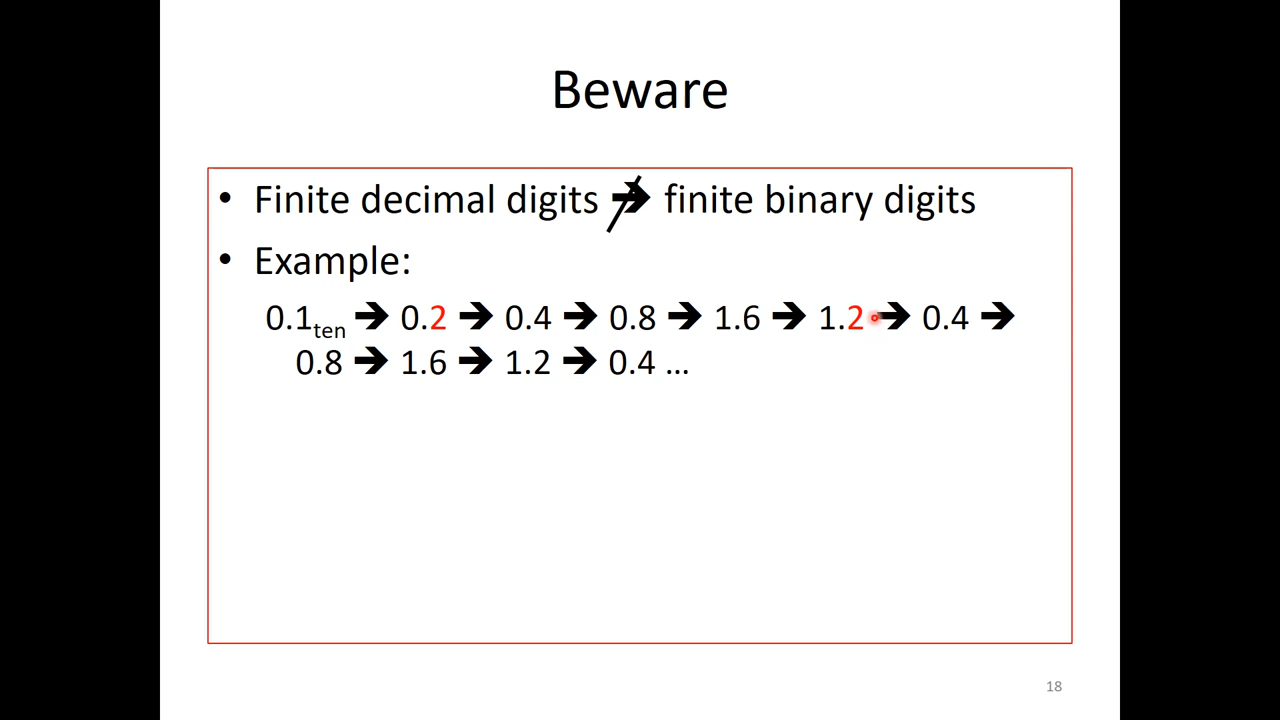 Beware
• Finite decimal digits ➔ finite binary digits
• Example:
0.1ten ➔ 0.2 ➔ 0.4 ➔ 0.8 ➔ 1.6 ➔ 1.2 ➔ 0.4 ➔
0.8 ➔ 1.6 ➔ 1.2 ➔ 0.4 …
18